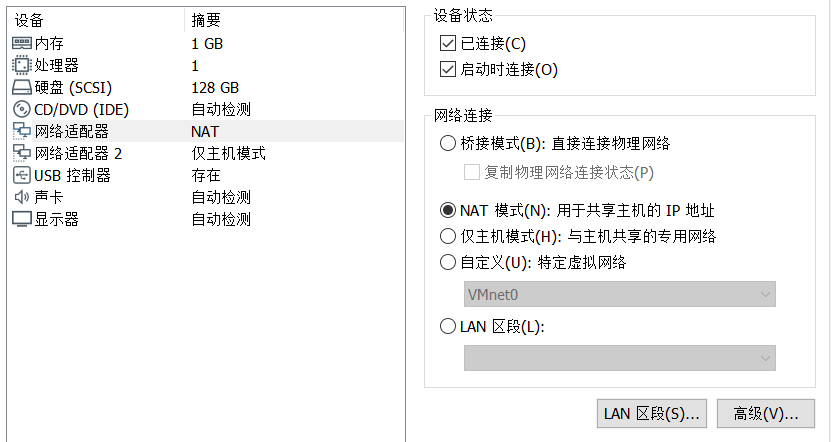 设备 摘要
内存 1 GB
处理器 1
硬盘 (SCSI) 128 GB
CD/DVD (IDE) 自动检测
网络适配器 NAT
网络适配器 2 仅主机模式
USB 控制器 存在
声卡 自动检测
显示器 自动检测
设备状态
已连接(C)
启动时连接(O)
网络连接
桥接模式(B): 直接连接物理网络
复制物理网络连接状态(P)
NAT 模式(N): 用于共享主机的 IP 地址
仅主机模式(H): 与主机共享的专用网络
自定义(U): 特定虚拟网络
VMnet0
LAN 区段(L):
LAN 区段(S)... 高级(V)...